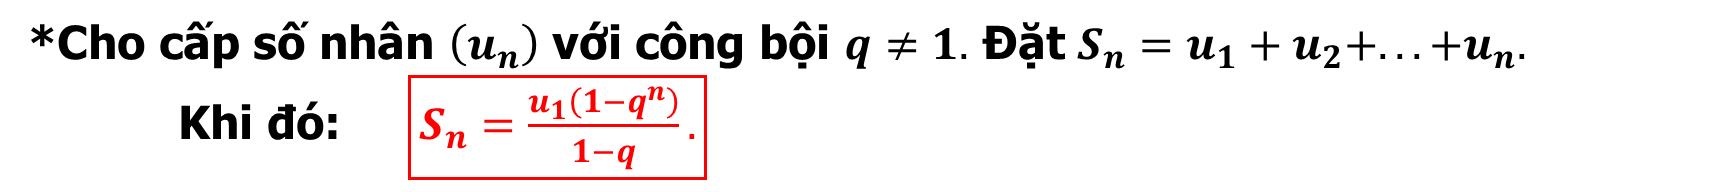 *Cho cấp số nhân (uₙ) với công bội q ≠ 1. Đặt Sₙ = u₁ + u₂+...+uₙ.
Khi đó: Sₙ = u₁(1−qⁿ)/(1−q).